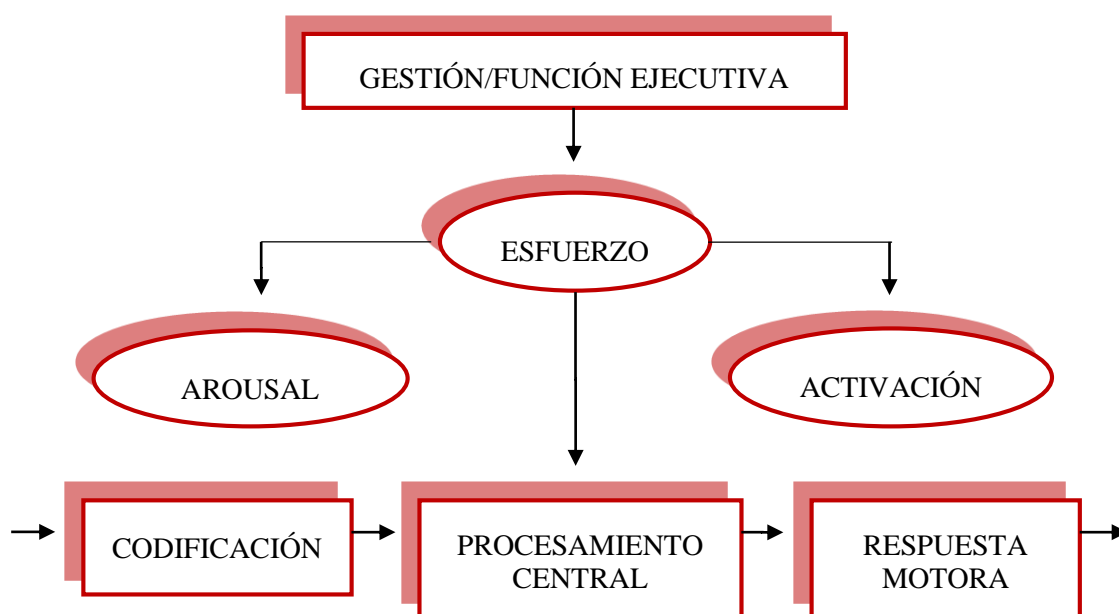 GESTIÓN/FUNCIÓN EJECUTIVA
ESFUERZO
AROUSAL
ACTIVACIÓN
CODIFICACIÓN
PROCESAMIENTO
CENTRAL
RESPUESTA
MOTORA